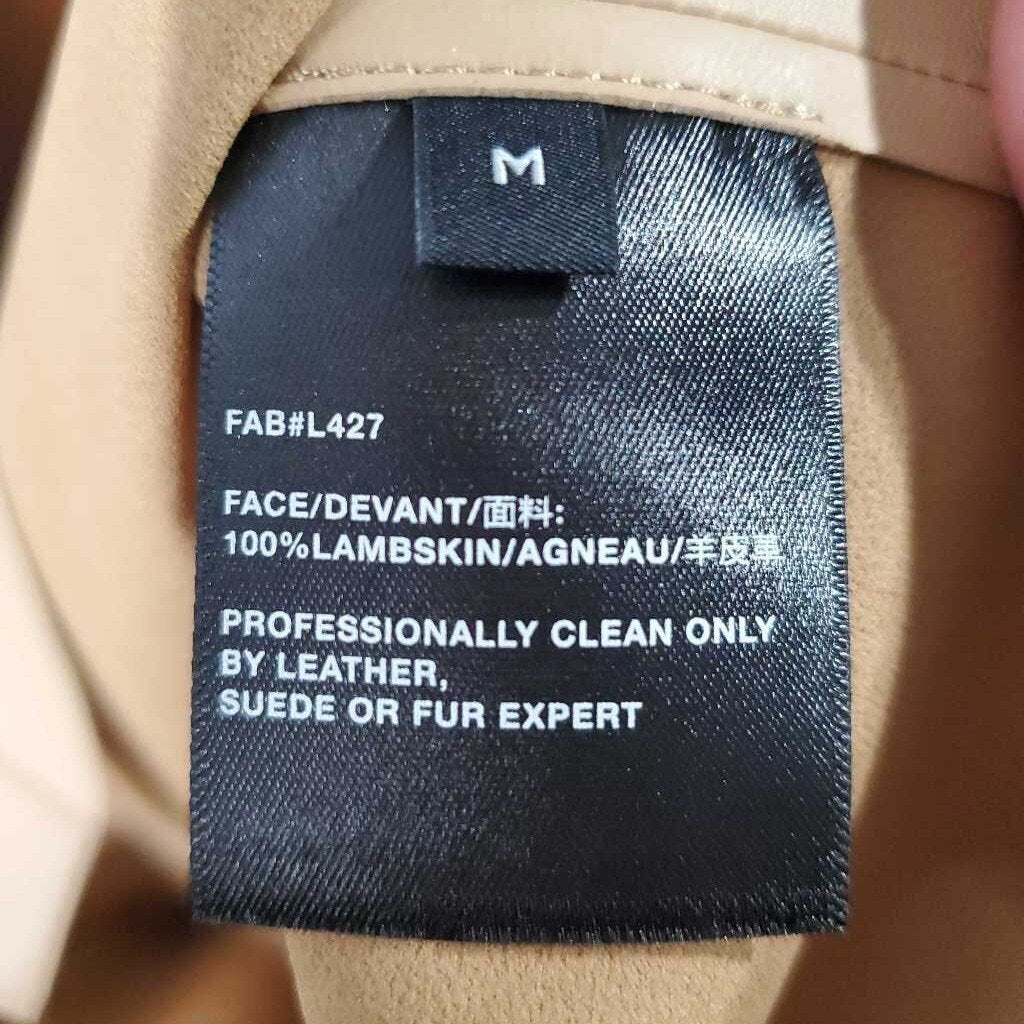 M
FAB#L427
FACE/DEVANT/面料:
100%LAMBSKIN/AGNEAU/羊皮革
PROFESSIONALLY CLEAN ONLY
BY LEATHER,
SUEDE OR FUR EXPERT